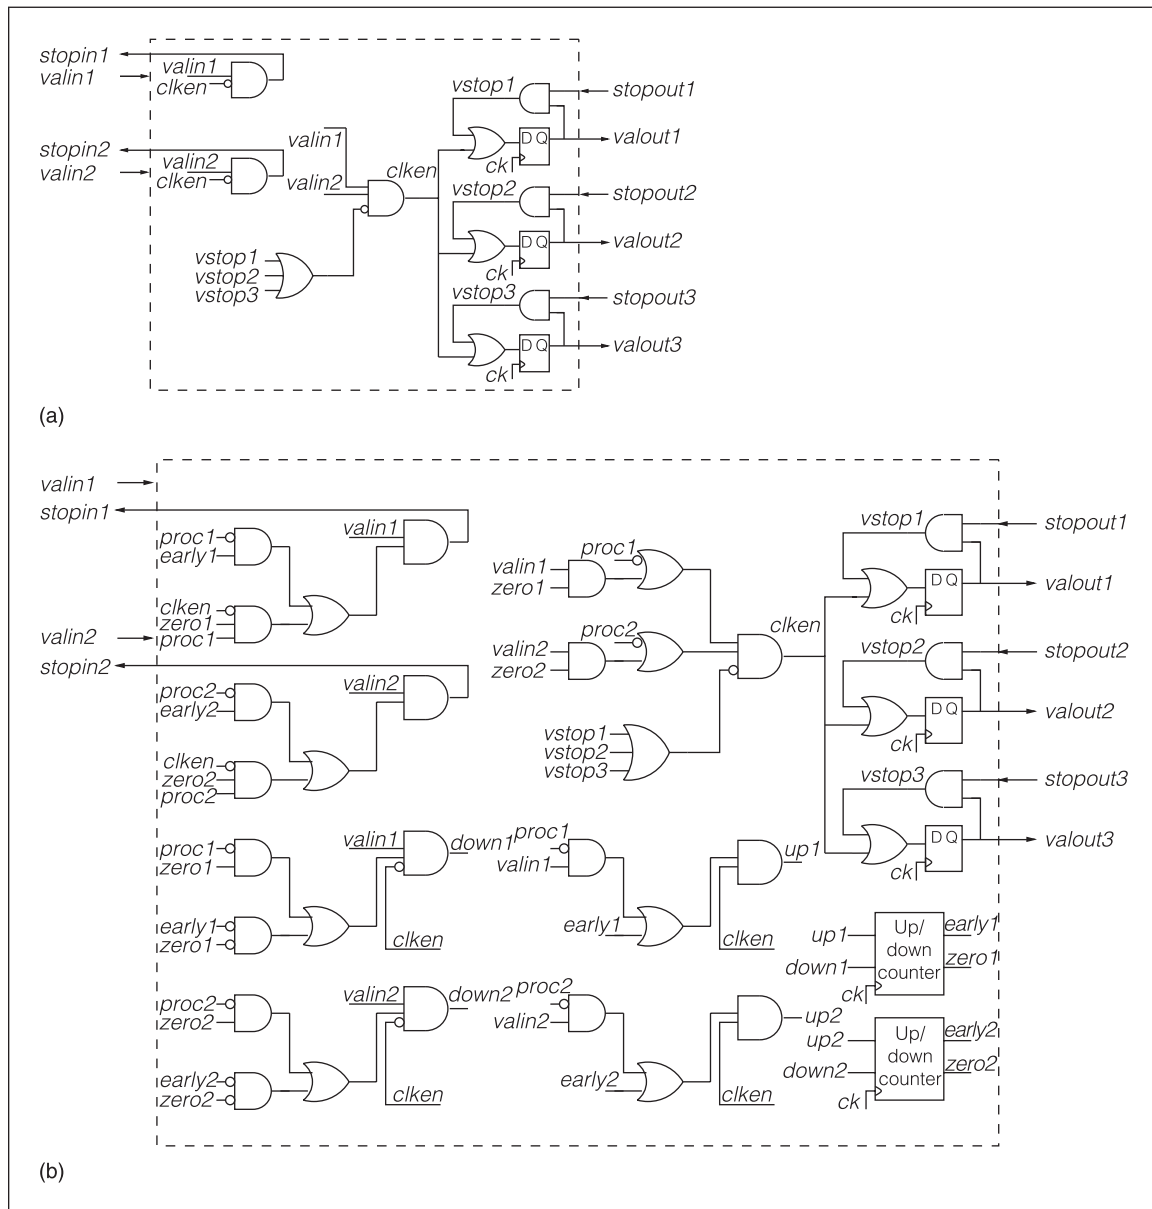 stopin1
valin1
valin1
clken
stopin2
valin2
valin2
clken
valin1
valin2
clken
vstop1
vstop2
vstop3
vstop1
stopout1
D Q
valout1
ck
vstop2
stopout2
D Q
valout2
ck
vstop3
stopout3
D Q
valout3
ck
(a)
valin1
stopin1
proc1
early1
valin1
clken
zero1
proc1
valin2
stopin2
proc2
early2
valin2
clken
zero2
proc2
proc1
zero1
valin1
down1
early1
zero1
clken
proc2
zero2
valin2
down2
early2
zero2
clken
proc1
valin1
zero1
proc2
valin2
zero2
clken
vstop1
vstop2
vstop3
proc1
valin1
up1
early1
clken
proc2
valin2
up2
early2
clken
vstop1
stopout1
D Q
valout1
ck
vstop2
stopout2
D Q
valout2
ck
vstop3
stopout3
D Q
valout3
ck
up1
down1
ck
Up/
down
counter
early1
zero1
up2
down2
ck
Up/
down
counter
early2
zero2
(b)